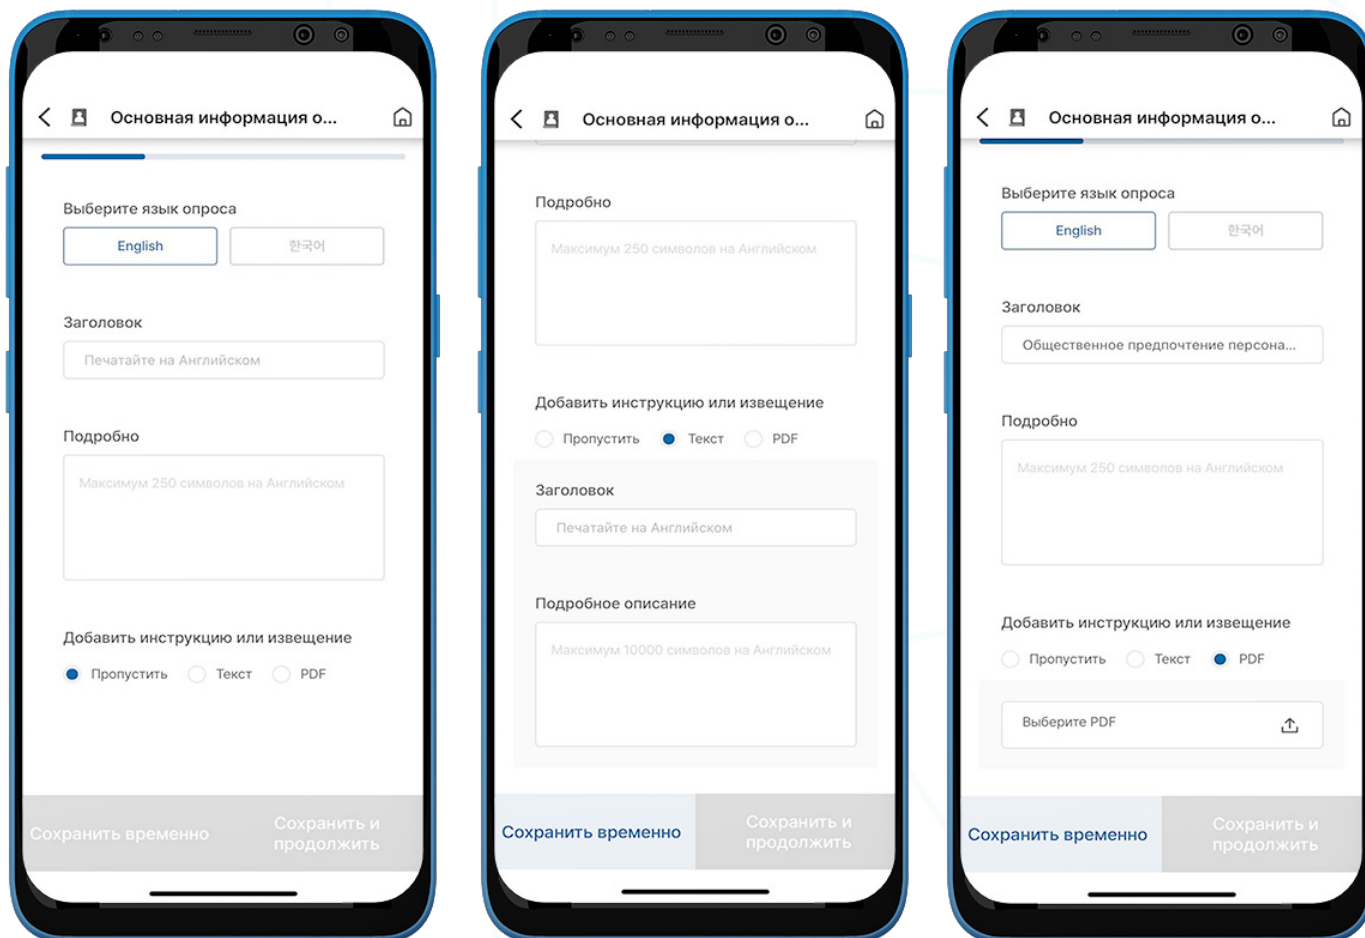 Основная информация о...
Выберите язык опроса
English
한국어
Заголовок
Печатайте на Английском
Подробно
Максимум 250 символов на Английском
Добавить инструкцию или извещение
Пропустить Текст PDF
Сохранить временно
Сохранить и
продолжить
Основная информация о...
Подробно
Максимум 250 символов на Английском
Добавить инструкцию или извещение
Пропустить Текст PDF
Заголовок
Печатайте на Английском
Подробное описание
Максимум 10000 символов на Английском
Сохранить временно
Сохранить и
продолжить
Основная информация о...
Выберите язык опроса
English
한국어
Заголовок
Общественное предпочтение персона...
Подробно
Максимум 250 символов на Английском
Добавить инструкцию или извещение
Пропустить Текст PDF
Выберите PDF
Сохранить временно
Сохранить и
продолжить